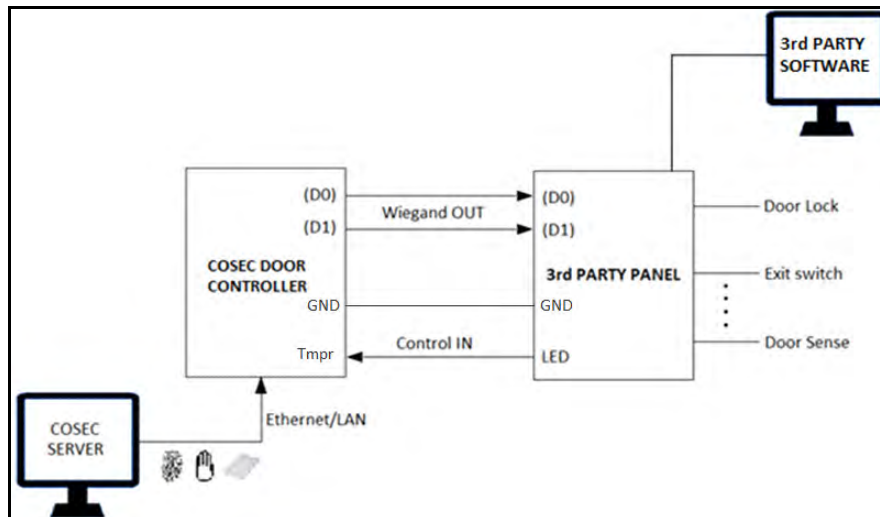 3rd PARTY
SOFTWARE
(D0)
(D0)
Wiegand OUT
Door Lock
(D1)
(D1)
COSEC DOOR
CONTROLLER
3rd PARTY PANEL
Exit switch
GND
GND
Control IN
Door Sense
Tmpr
LED
Ethernet/LAN
COSEC
SERVER